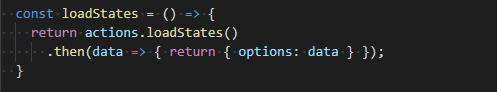 const loadStates = () => {
return actions.loadStates()
.then(data => { return { options: data } });
}